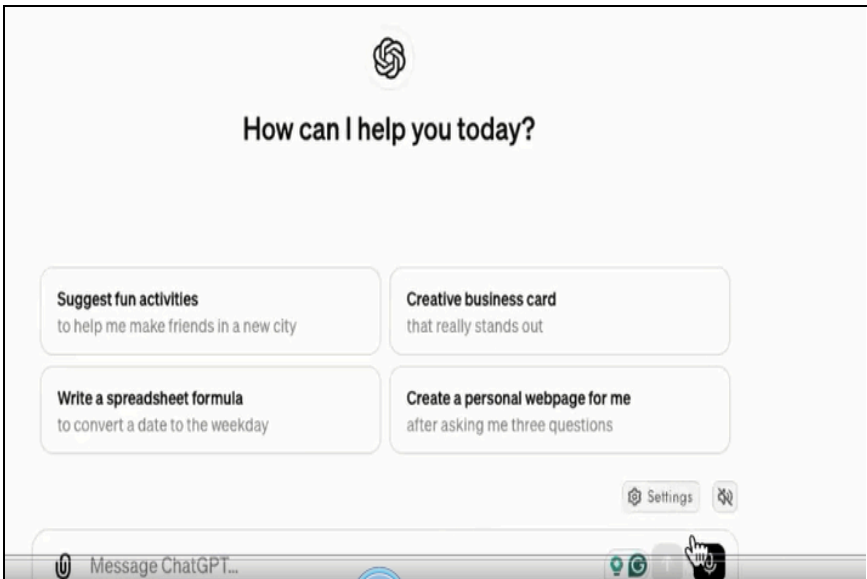 How can I help you today?
Suggest fun activities
to help me make friends in a new city
Creative business card
that really stands out
Write a spreadsheet formula
to convert a date to the weekday
Create a personal webpage for me
after asking me three questions
Settings
Message ChatGPT...